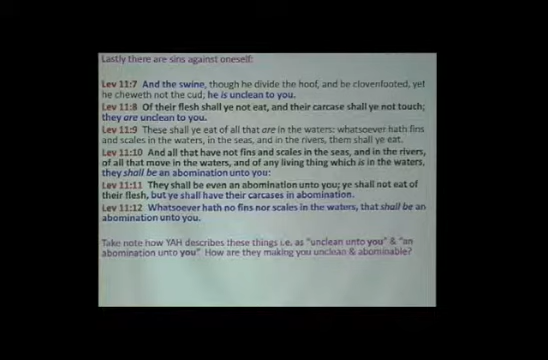 Lastly there are sins against oneself:
Lev 11:7 And the swine, though he divide the hoof, and be clovenfooted, yet
he cheweth not the cud; he is unclean to you.
Lev 11:8 Of their flesh shall ye not eat, and their carcase shall ye not touch;
they are unclean to you.
Lev 11:9 These shall ye eat of all that are in the waters: whatsoever hath fins
and scales in the waters, in the seas, and in the rivers, them shall ye eat.
Lev 11:10 And all that have not fins and scales in the seas, and in the rivers,
of all that move in the waters, and of any living thing which is in the waters,
they shall be an abomination unto you:
Lev 11:11 They shall be even an abomination unto you; ye shall not eat of
their flesh, but ye shall have their carcases in abomination.
Lev 11:12 Whatsoever hath no fins nor scales in the waters, that shall be an
abomination unto you.
Take note how YAH describes these things i.e. as "unclean unto you" & "an
abomination unto you" How are they making you unclean & abominable?